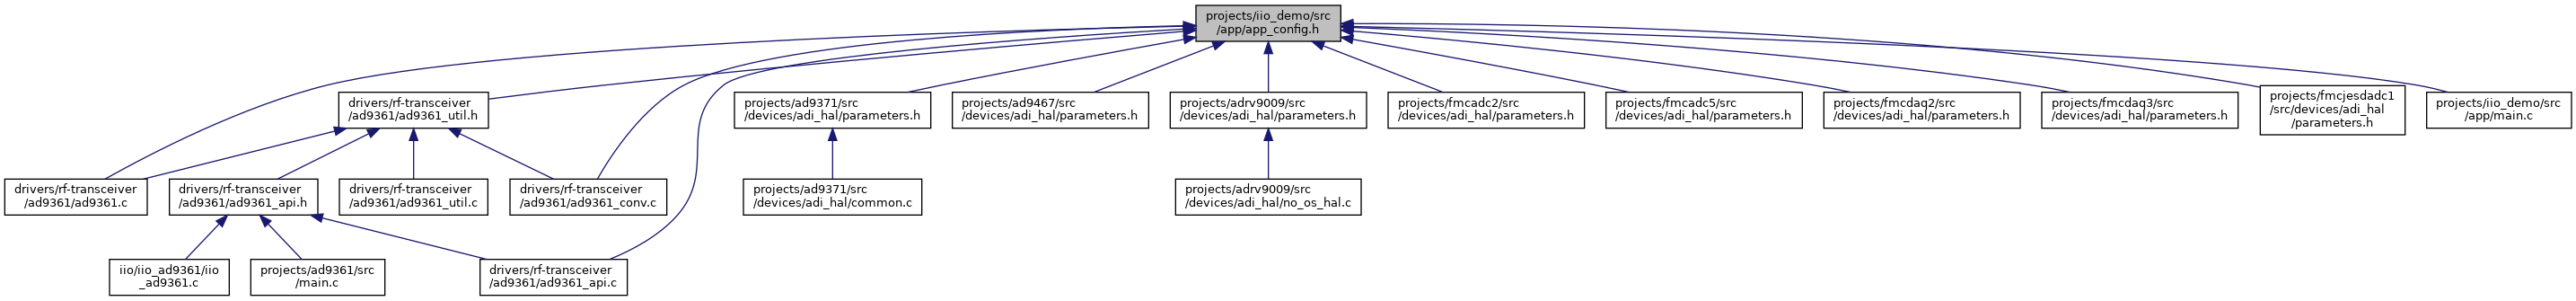 projects/iio_demo/src
/app/app_config.h
drivers/rf-transceiver
/ad9361/ad9361_util.h
projects/ad9371/src
/devices/adi_hal/parameters.h
projects/ad9467/src
/devices/adi_hal/parameters.h
projects/adrv9009/src
/devices/adi_hal/parameters.h
projects/fmcadc2/src
/devices/adi_hal/parameters.h
projects/fmcadc5/src
/devices/adi_hal/parameters.h
projects/fmcdaq2/src
/devices/adi_hal/parameters.h
projects/fmcdaq3/src
/devices/adi_hal/parameters.h
projects/fmcjesdadc1
/src/devices/adi_hal
/parameters.h
projects/iio_demo/src
/app/main.c
drivers/rf-transceiver
/ad9361/ad9361.c
drivers/rf-transceiver
/ad9361/ad9361_api.h
drivers/rf-transceiver
/ad9361/ad9361_util.c
drivers/rf-transceiver
/ad9361/ad9361_conv.c
projects/ad9371/src
/devices/adi_hal/common.c
projects/adrv9009/src
/devices/adi_hal/no_os_hal.c
iio/iio_ad9361/iio
_ad9361.c
projects/ad9361/src
/main.c
drivers/rf-transceiver
/ad9361/ad9361_api.c